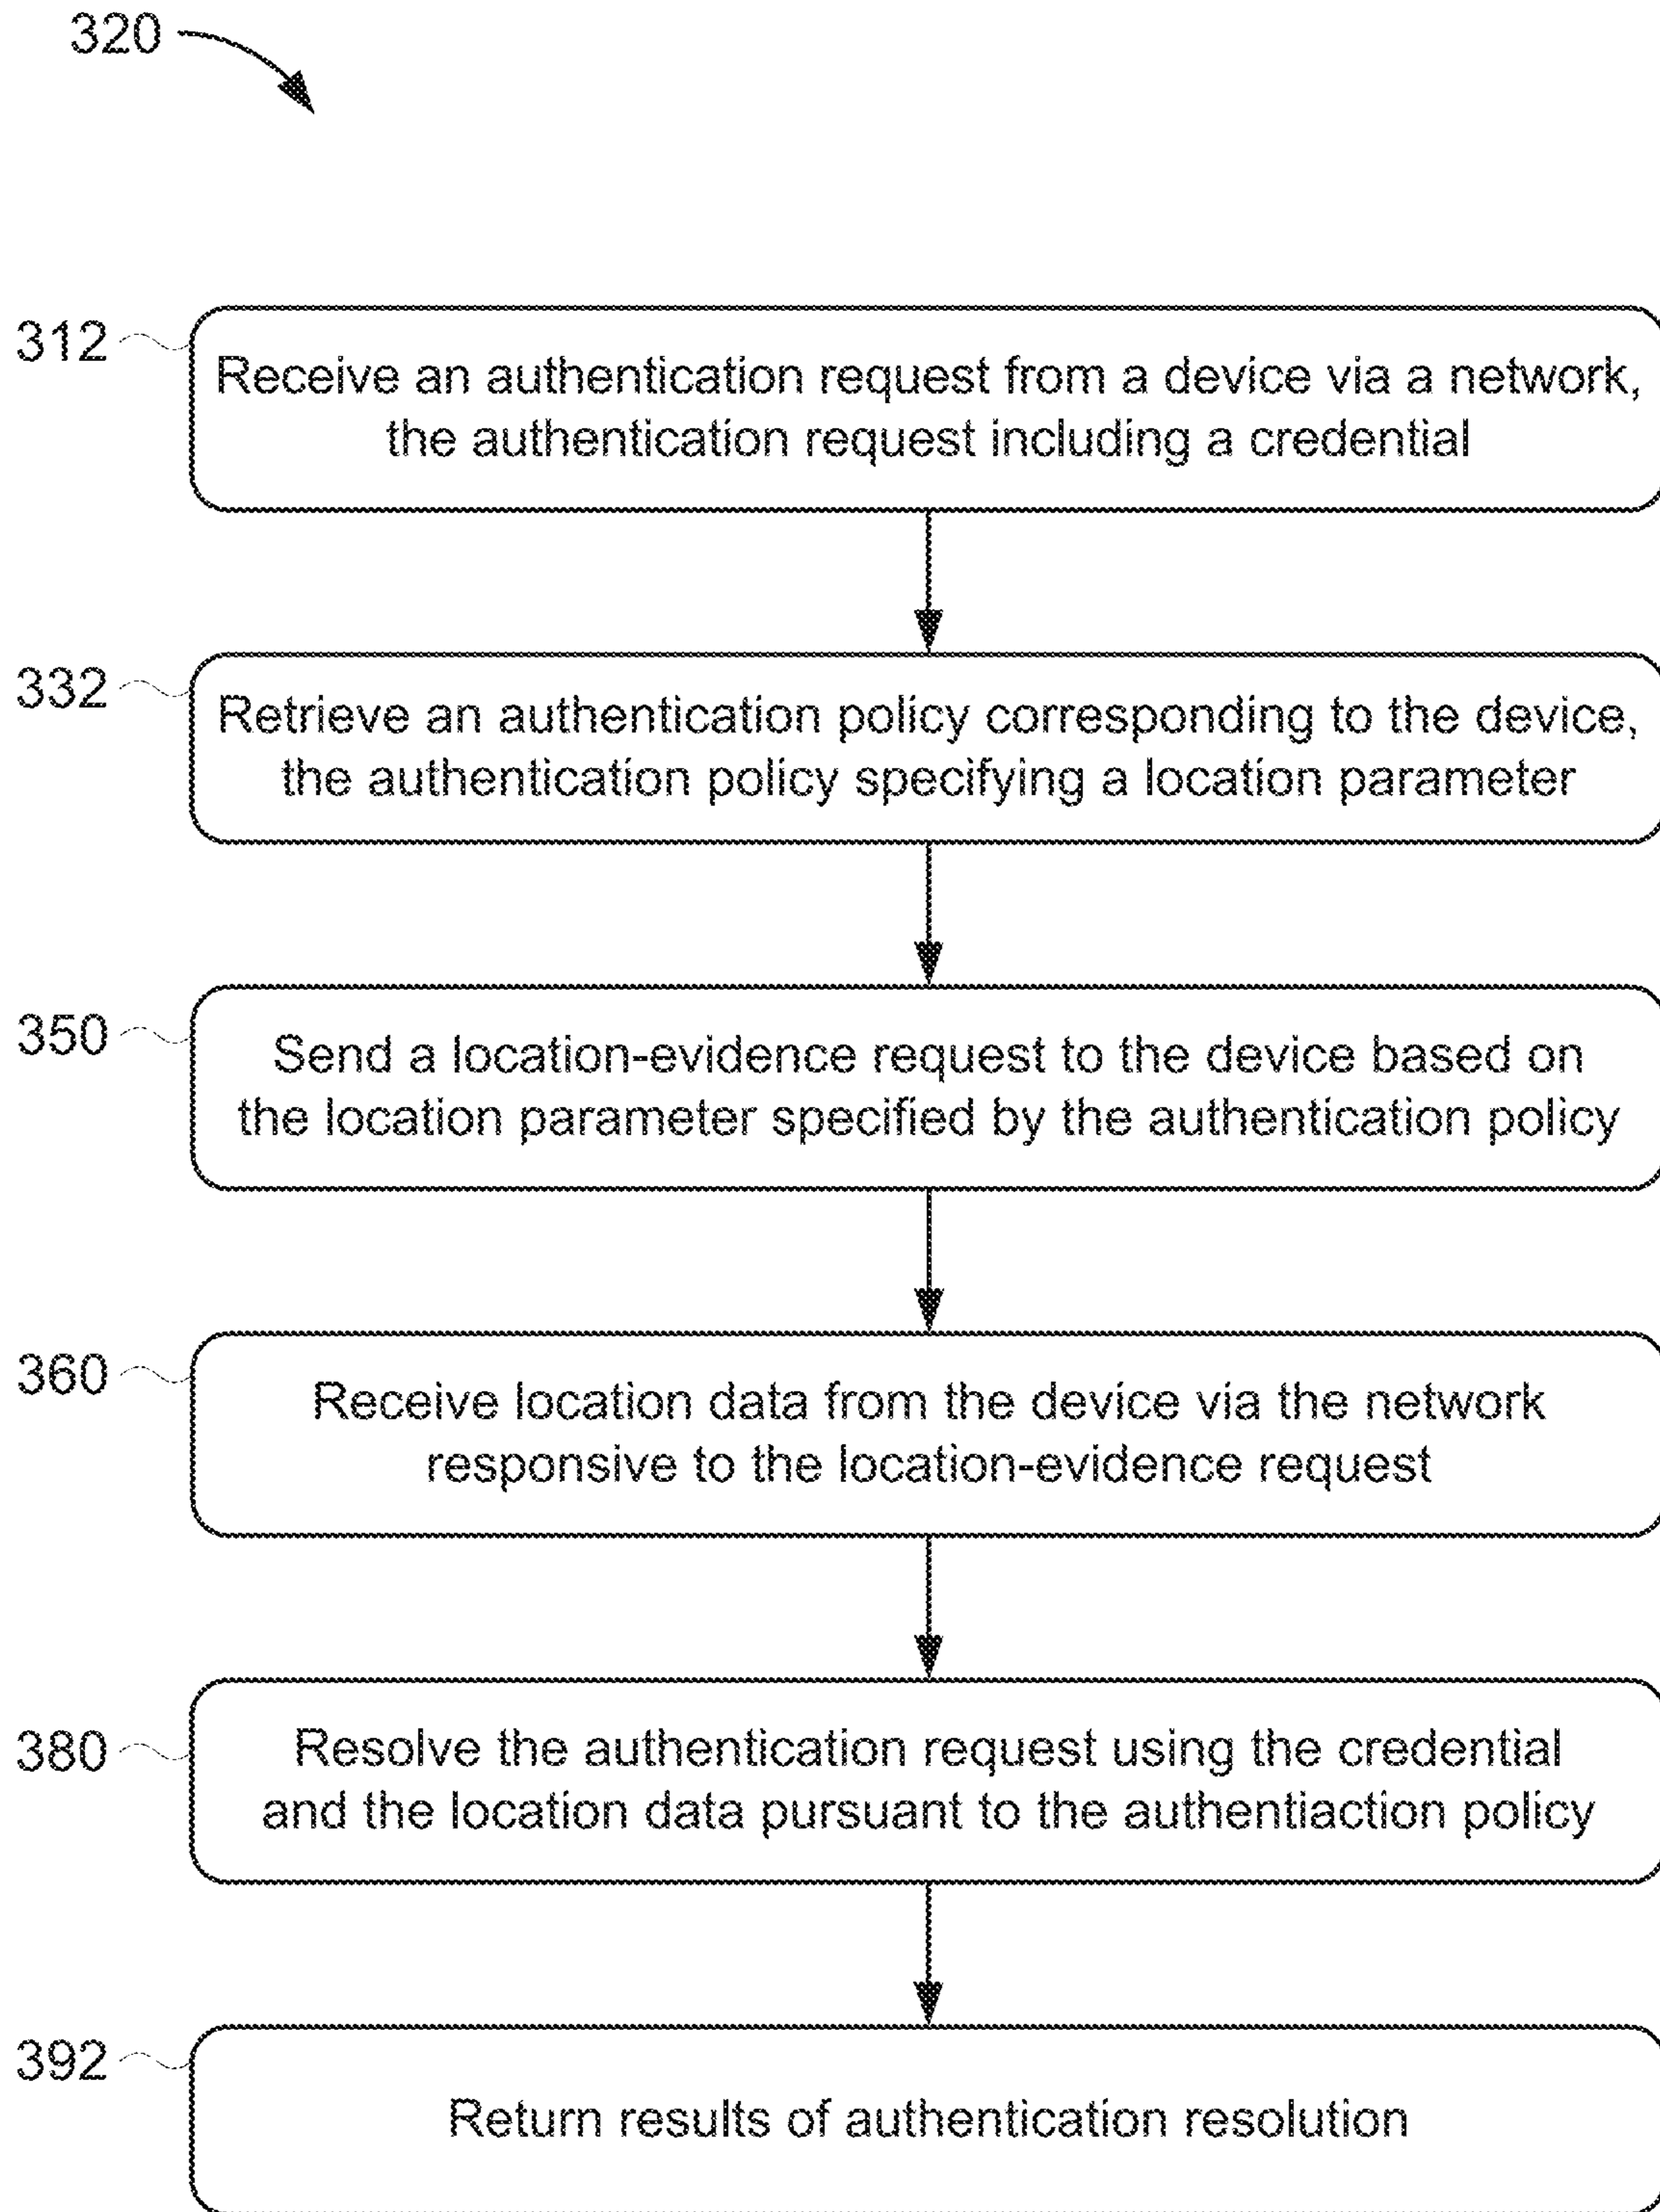 320
312
Receive an authentication request from a device via a network,
the authentication request including a credential
332
Retrieve an authentication policy corresponding to the device,
the authentication policy specifying a location parameter
350
Send a location-evidence request to the device based on
the location parameter specified by the authentication policy
360
Receive location data from the device via the network
responsive to the location-evidence request
380
Resolve the authentication request using the credential
and the location data pursuant to the authentiaction policy
392
Return results of authentication resolution